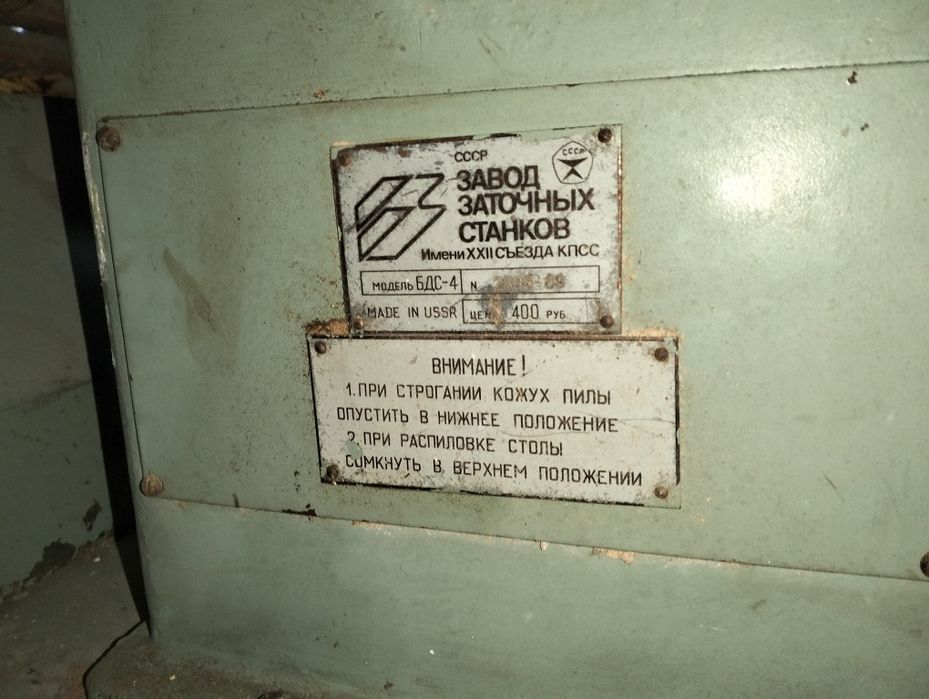 СССР
СССР
ЗАВОД
ЗАТОЧНЫХ
СТАНКОВ
Имени XXII СЪЕЗДА КПСС
МОДЕЛЬ БДС-4 N
MADE IN USSR 400 РУБ.
ВНИМАНИЕ!
1. ПРИ СТРОГАНИИ КОЖУХ ПИЛЫ
ОПУСТИТЬ В НИЖНЕЕ ПОЛОЖЕНИЕ
2. ПРИ РАСПИЛОВКЕ СТОЛЫ
СОМКНУТЬ В ВЕРХНЕМ ПОЛОЖЕНИИ